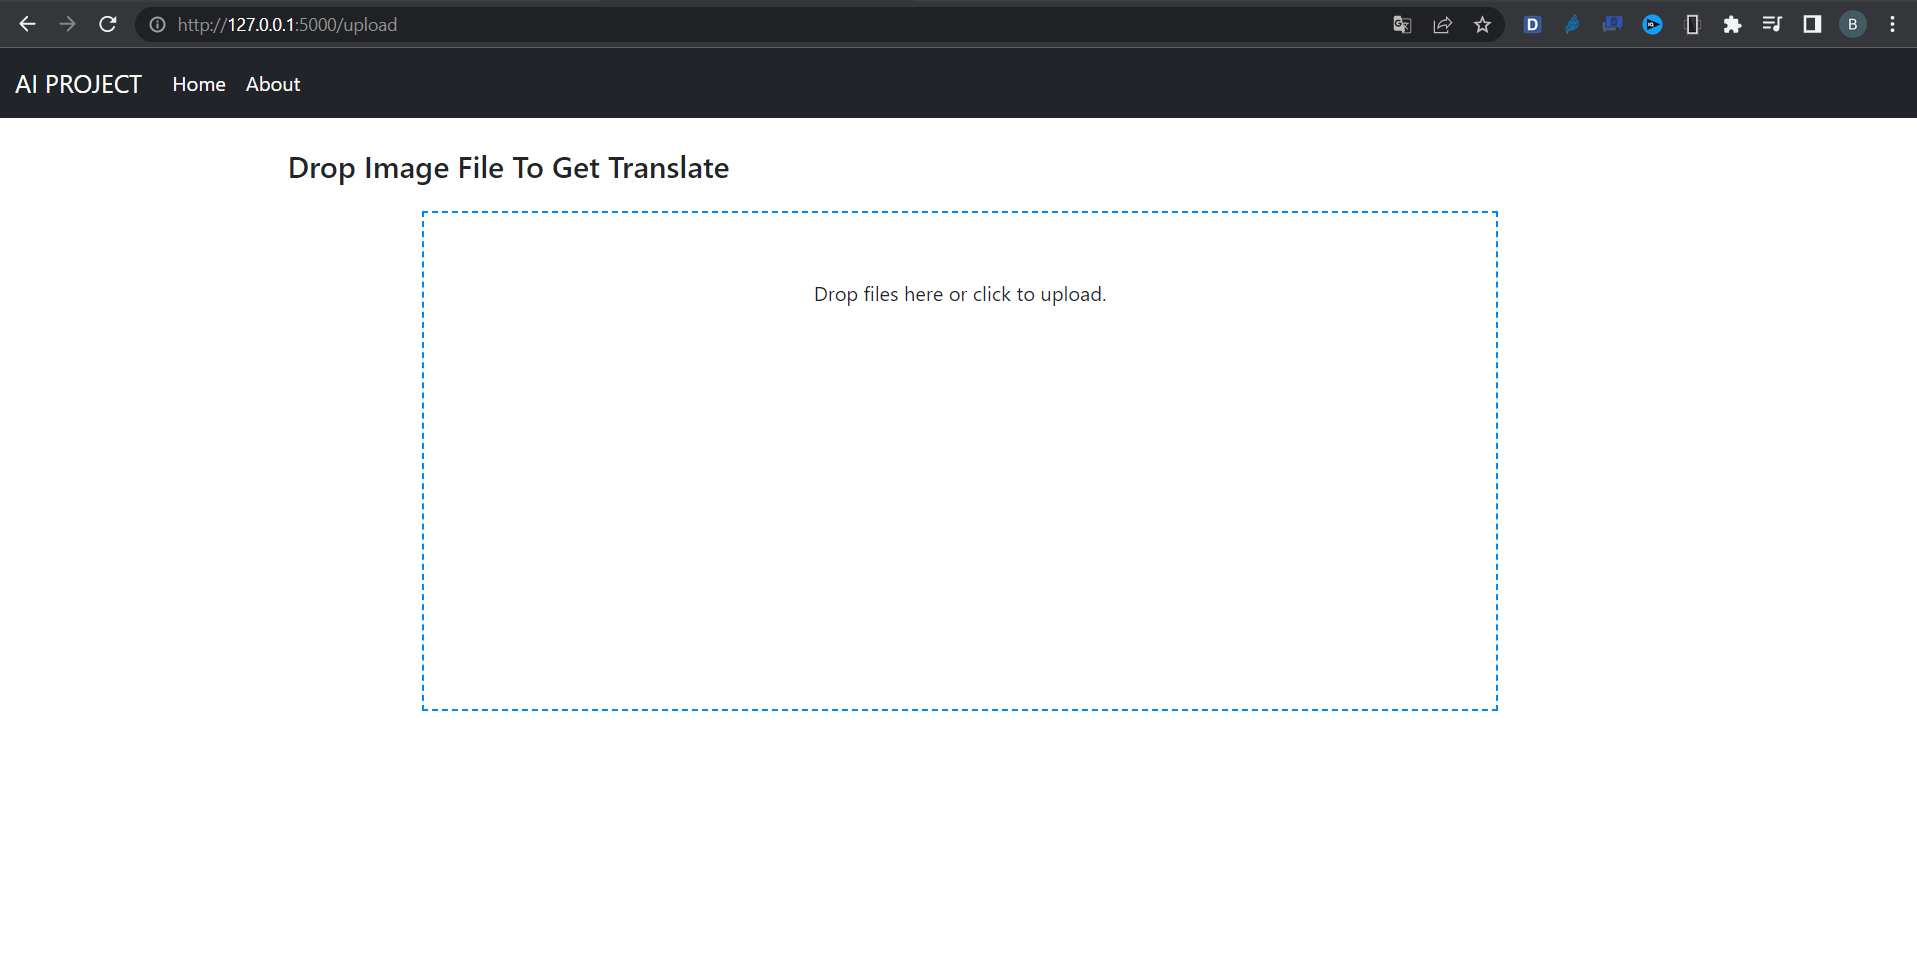 http://127.0.0.1:5000/upload
D
B
AI PROJECT Home About
Drop Image File To Get Translate
Drop files here or click to upload.